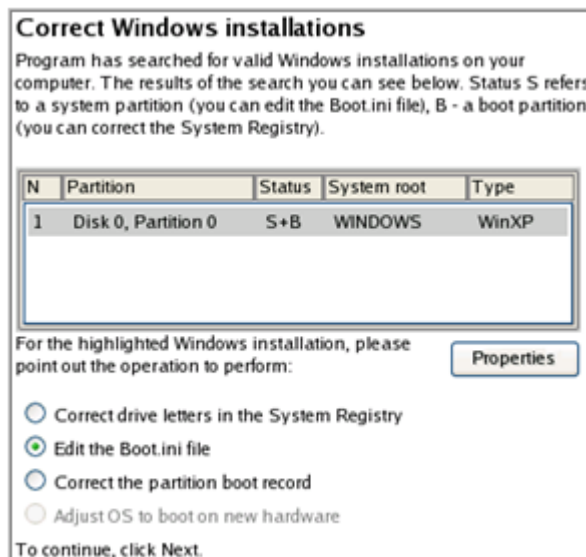 Correct Windows installations
Program has searched for valid Windows installations on your
computer. The results of the search you can see below. Status S refers
to a system partition (you can edit the Boot.ini file), B - a boot partition
(you can correct the System Registry).
N Partition Status System root Type
1 Disk 0, Partition 0 S+B WINDOWS WinXP
For the highlighted Windows installation, please
point out the operation to perform:
Properties
Correct drive letters in the System Registry
Edit the Boot.ini file
Correct the partition boot record
Adjust OS to boot on new hardware
To continue, click Next.